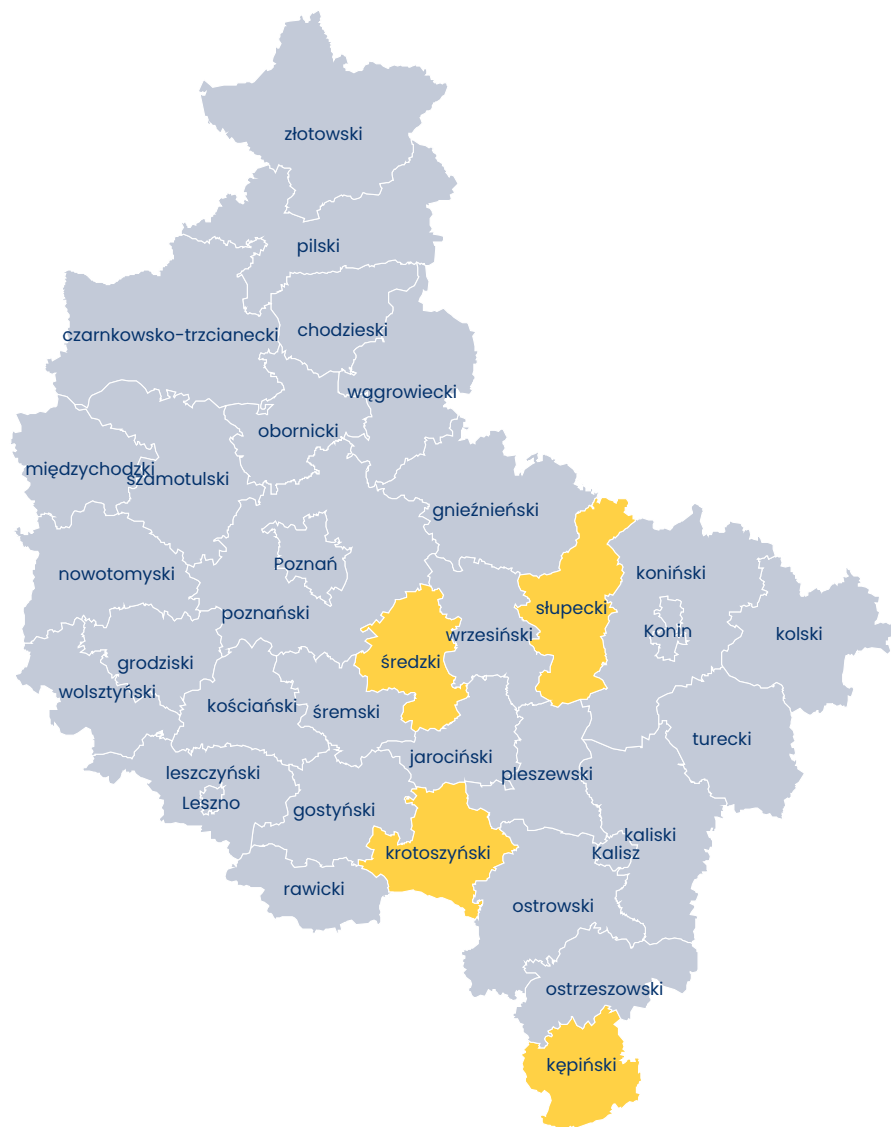 złotowski
pilski
czarnkowsko-trzcianecki
chodzieski
wągrowiecki
obornicki
międzychodzki
szamotulski
gnieźnieński
nowotomyski
Poznań
koniński
poznański
słupecki
wrzesiński
Konin
kolski
grodziski
średzki
wolsztyński
kościański
śremski
turecki
jarociński
leszczyński
pleszewski
Leszno
gostyński
kaliski
krotoszyński
Kalisz
rawicki
ostrowski
ostrzeszowski
kępiński